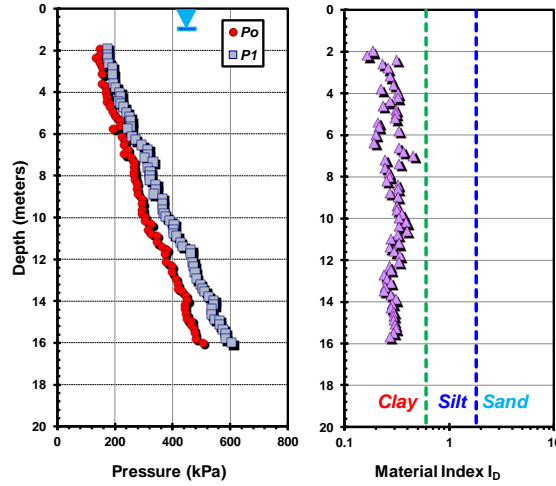 Po
P1
0
2
4
6
8
10
12
14
16
18
20
0 200 400 600 800
Depth (meters)
Pressure (kPa)
0
2
4
6
8
10
12
14
16
18
20
Clay Silt Sand
0.1 1 10
Material Index I_D